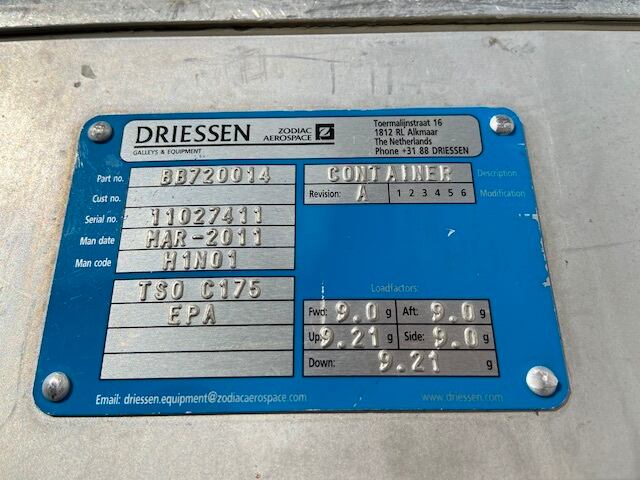 DRIESSEN ZODIAC AEROSPACE
GALLEYS & EQUIPMENT
Toermalijnstraat 16
1812 RL Alkmaar
The Netherlands
Phone +31 88 DRIESSEN
Part no. BB720014 CONTAINER Description
Cust no. Revision: A 1 2 3 4 5 6 Modification
Serial no. 11027411
Man date MAR-2011
Man code H1N01
TSO C175
EPA
Loadfactors:
Fwd: 9.0 g Aft: 9.0 g
Up: 9.21 g Side: 9.0 g
Down: 9.21 g
Email: driessen.equipment@zodiacaerospace.com www.driessen.com